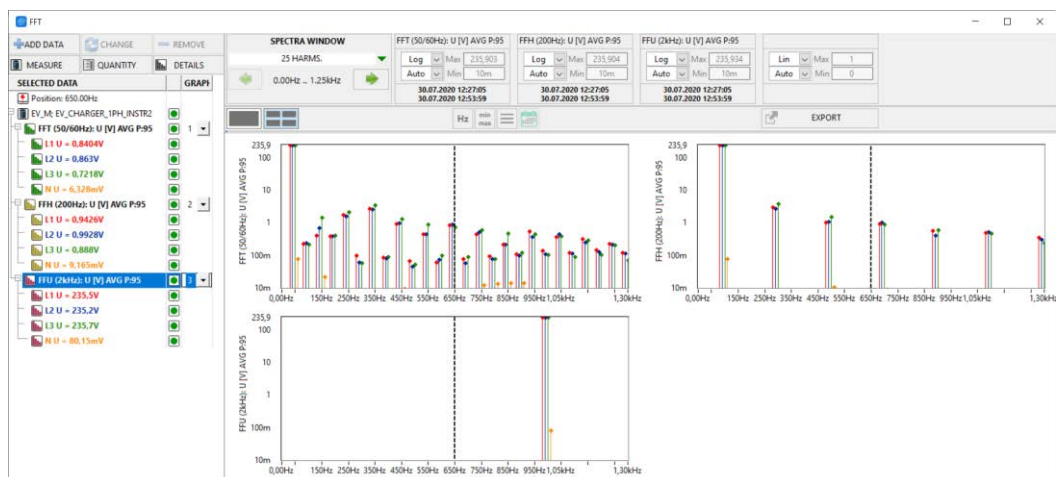 FFT
ADD DATA CHANGE REMOVE
MEASURE QUANTITY DETAILS
SELECTED DATA GRAPH
Position: 650.00Hz
EV_M; EV_CHARGER_1PH_INSTR2
FFT (50/60Hz): U [V] AVG P:95 1
L1 U = 0,8404V
L2 U = 0,863V
L3 U = 0,7218V
N U = 6,328mV
FFH (200Hz): U [V] AVG P:95 2
L1 U = 0,9426V
L2 U = 0,9928V
L3 U = 0,888V
N U = 9,165mV
FFU (2kHz): U [V] AVG P:95 3
L1 U = 235,5V
L2 U = 235,2V
L3 U = 235,7V
N U = 80,15mV
SPECTRA WINDOW
25 HARMS.
0.00Hz .. 1.25kHz
FFT (50/60Hz): U [V] AVG P:95
Log Max 235,903
Auto Min 10m
30.07.2020 12:27:05
30.07.2020 12:53:59
FFH (200Hz): U [V] AVG P:95
Log Max 235,904
Auto Min 10m
30.07.2020 12:27:05
30.07.2020 12:53:59
FFU (2kHz): U [V] AVG P:95
Log Max 235,934
Auto Min 10m
30.07.2020 12:27:05
30.07.2020 12:53:59
Lin Max 1
Auto Min 0
Hz min max EXPORT
FFT (50/60Hz): U [V] AVG P:95
235,9
100
10
1
100m
10m
0,00Hz 150Hz 250Hz 350Hz 450Hz 550Hz 650Hz 750Hz 850Hz 950Hz 1,05kHz 1,30kHz
FFH (200Hz): U [V] AVG P:95
235,9
100
10
1
100m
10m
0,00Hz 150Hz 250Hz 350Hz 450Hz 550Hz 650Hz 750Hz 850Hz 950Hz 1,05kHz 1,30kHz
FFU (2kHz): U [V] AVG P:95
235,9
100
10
1
100m
10m
0,00Hz 150Hz 250Hz 350Hz 450Hz 550Hz 650Hz 750Hz 850Hz 950Hz 1,05kHz 1,30kHz